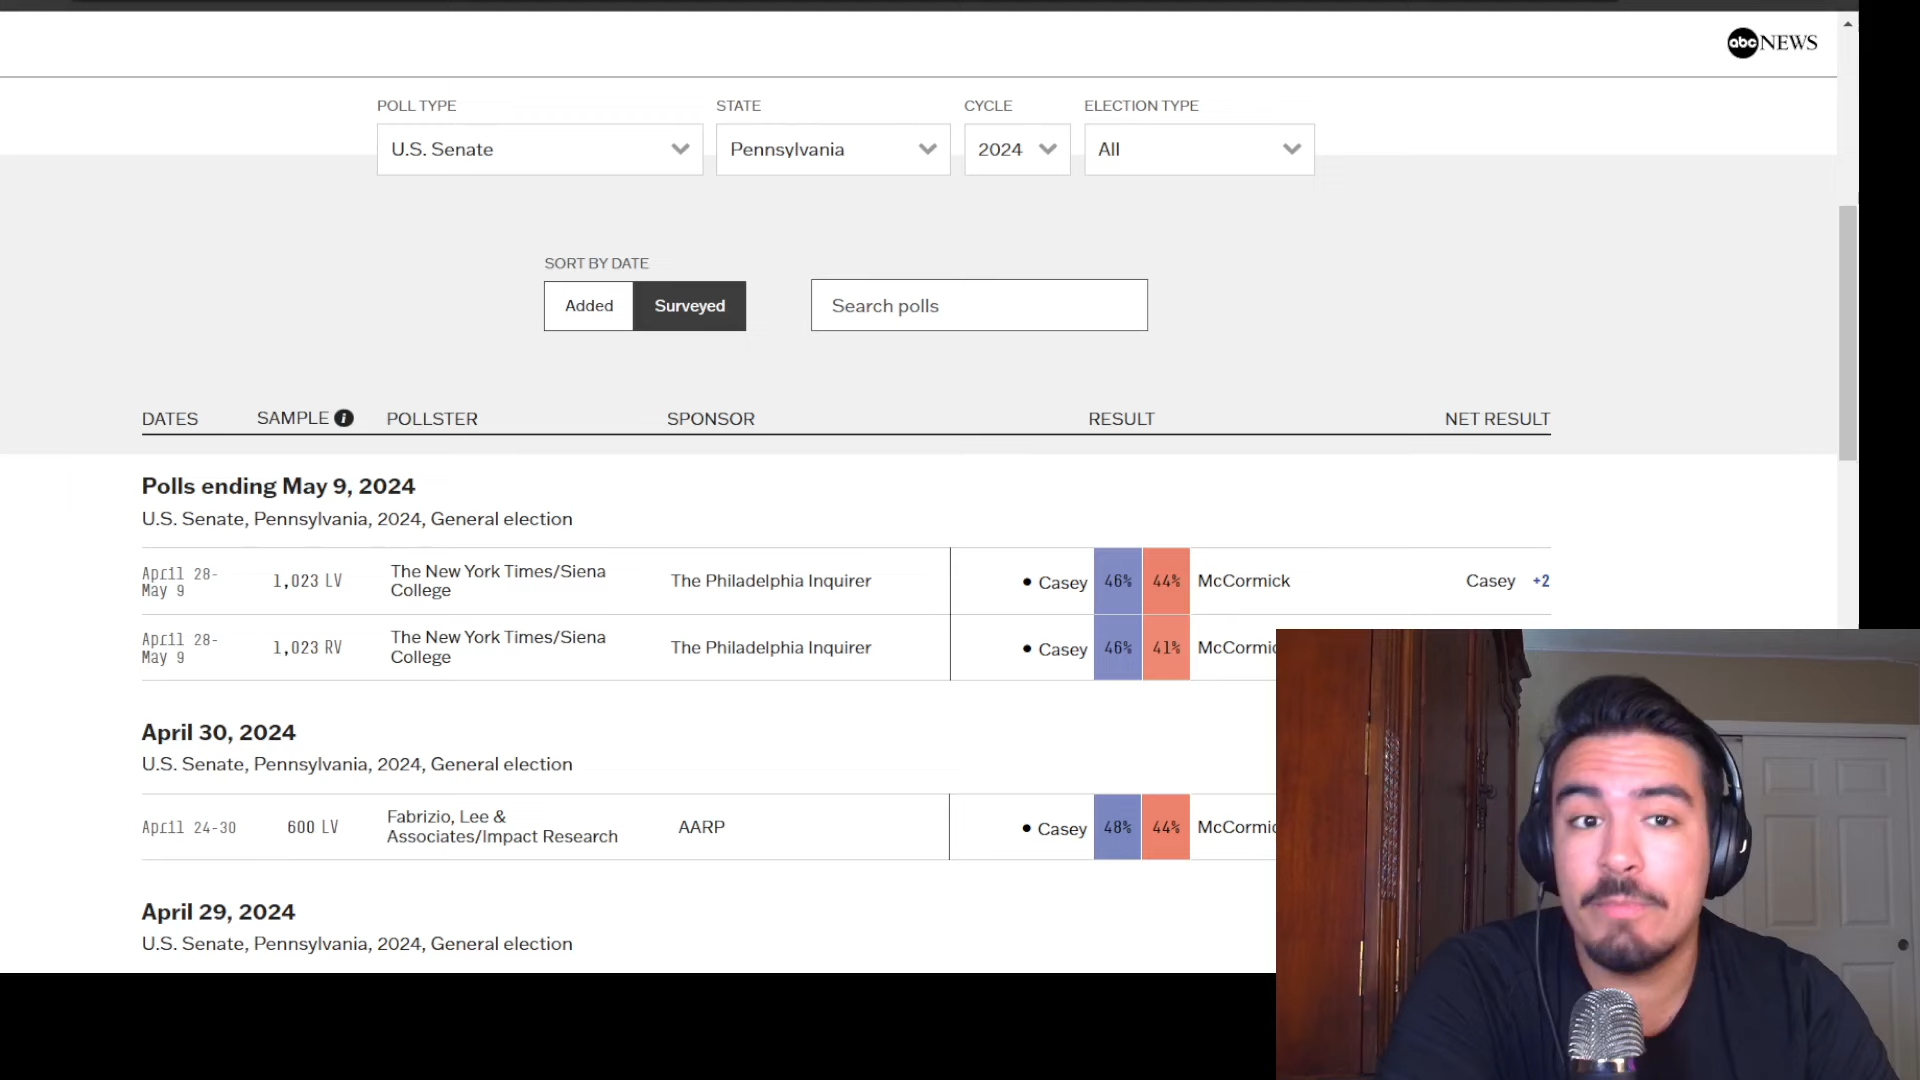 abc NEWS
POLL TYPE STATE CYCLE ELECTION TYPE
U.S. Senate Pennsylvania 2024 All
SORT BY DATE
Added Surveyed Search polls
DATES SAMPLE i POLLSTER SPONSOR RESULT NET RESULT
Polls ending May 9, 2024
U.S. Senate, Pennsylvania, 2024, General election
April 28-
May 9
1,023 LV
The New York Times/Siena
College
The Philadelphia Inquirer
• Casey 46% 44% McCormick Casey +2
April 28-
May 9
1,023 RV
The New York Times/Siena
College
The Philadelphia Inquirer
• Casey 46% 41% McCormic
April 30, 2024
U.S. Senate, Pennsylvania, 2024, General election
April 24-30 600 LV
Fabrizio, Lee &
Associates/Impact Research
AARP
• Casey 48% 44% McCormic
April 29, 2024
U.S. Senate, Pennsylvania, 2024, General election